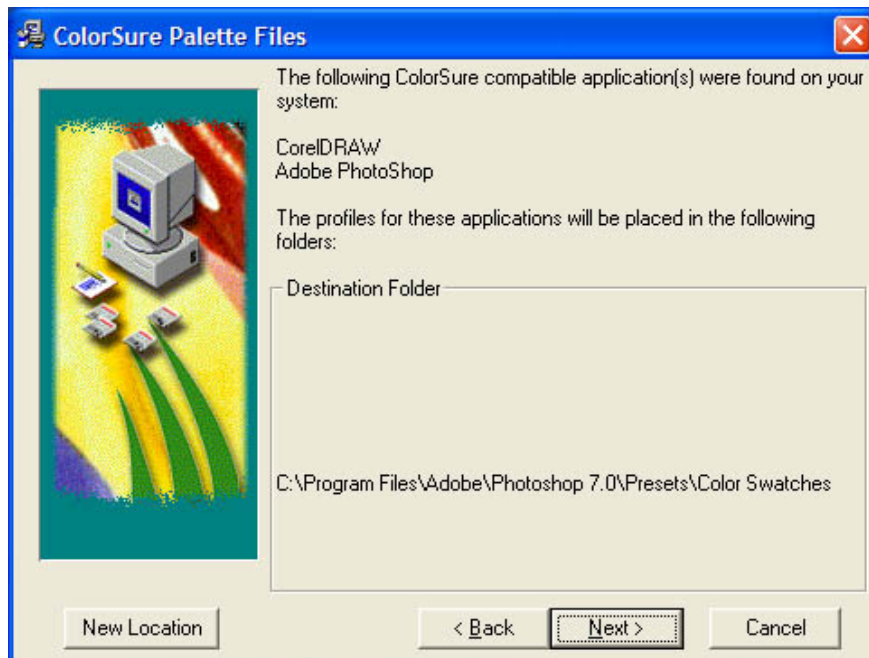 ColorSure Palette Files
The following ColorSure compatible application(s) were found on your
system:
CorelDRAW
Adobe PhotoShop
The profiles for these applications will be placed in the following
folders:
Destination Folder
C:\Program Files\Adobe\Photoshop 7.0\Presets\Color Swatches
New Location
< Back
Next >
Cancel